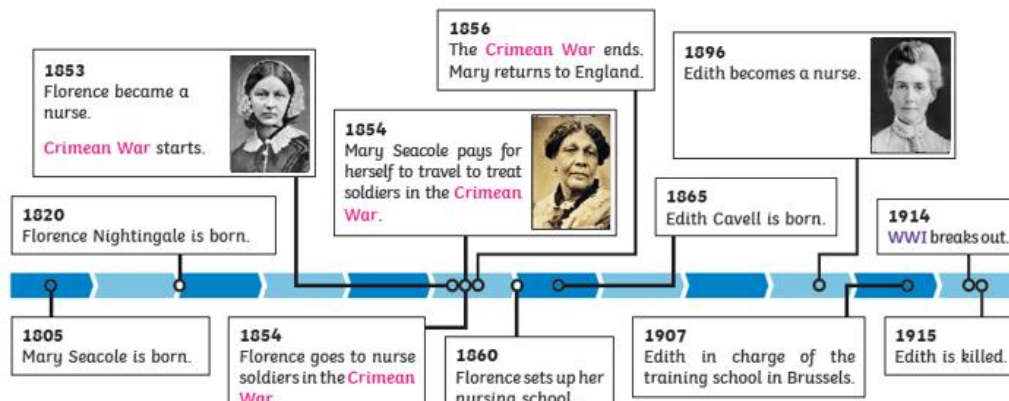 1856
The Crimean War ends.
Mary returns to England.
1853
Florence became a
nurse.
Crimean War starts.
1896
Edith becomes a nurse.
1854
Mary Seacole pays for
herself to travel to treat
soldiers in the Crimean
War.
1865
Edith Cavell is born.
1820
Florence Nightingale is born.
1914
WWI breaks out.
1805
Mary Seacole is born.
1854
Florence goes to nurse
soldiers in the Crimean
War.
1860
Florence sets up her
nursing school.
1907
Edith in charge of the
training school in Brussels.
1915
Edith is killed.